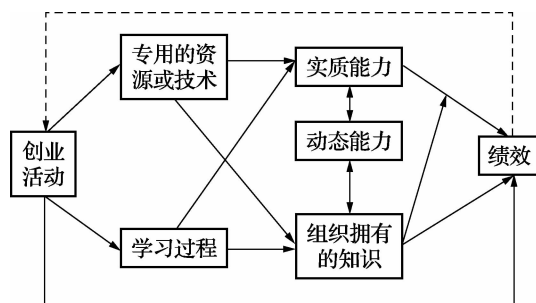 专用的资
源或技术
实质能力
创业
活动
动态能力
绩效
学习过程
组织拥有
的知识